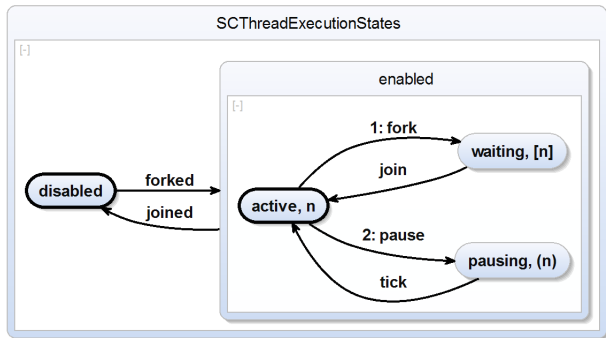 SCThreadExecutionStates
[-]
enabled
[-]
1: fork
waiting, [n]
join
disabled
forked
joined
active, n
2: pause
pausing, (n)
tick